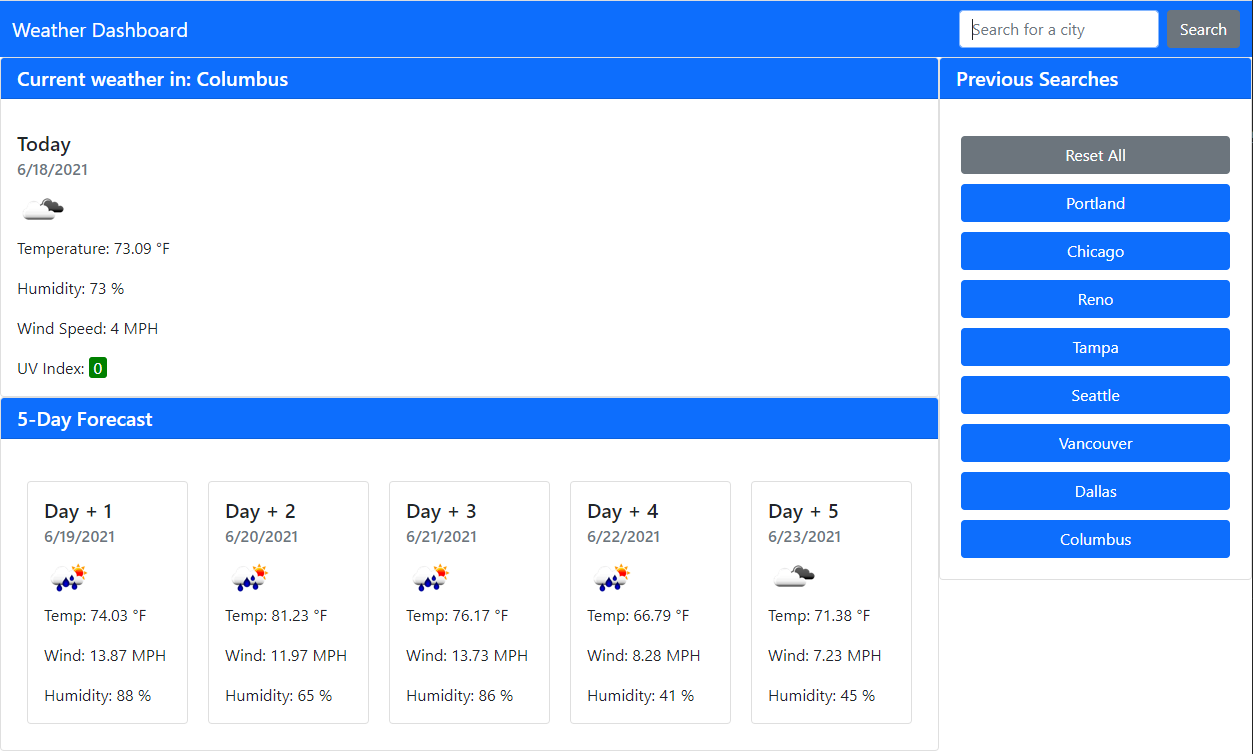 Weather Dashboard
Search for a city
Search
Current weather in: Columbus
Today
6/18/2021
Temperature: 73.09 °F
Humidity: 73 %
Wind Speed: 4 MPH
UV Index: 0
5-Day Forecast
Day + 1
6/19/2021
Temp: 74.03 °F
Wind: 13.87 MPH
Humidity: 88 %
Day + 2
6/20/2021
Temp: 81.23 °F
Wind: 11.97 MPH
Humidity: 65 %
Day + 3
6/21/2021
Temp: 76.17 °F
Wind: 13.73 MPH
Humidity: 86 %
Day + 4
6/22/2021
Temp: 66.79 °F
Wind: 8.28 MPH
Humidity: 41 %
Day + 5
6/23/2021
Temp: 71.38 °F
Wind: 7.23 MPH
Humidity: 45 %
Previous Searches
Reset All
Portland
Chicago
Reno
Tampa
Seattle
Vancouver
Dallas
Columbus